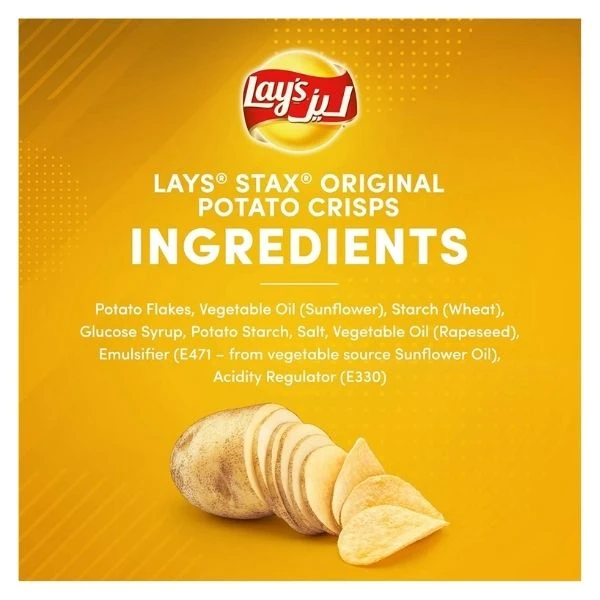 Lay's ليز
LAYS® STAX® ORIGINAL
POTATO CRISPS
INGREDIENTS
Potato Flakes, Vegetable Oil (Sunflower), Starch (Wheat),
Glucose Syrup, Potato Starch, Salt, Vegetable Oil (Rapeseed),
Emulsifier (E471 – from vegetable source Sunflower Oil),
Acidity Regulator (E330)